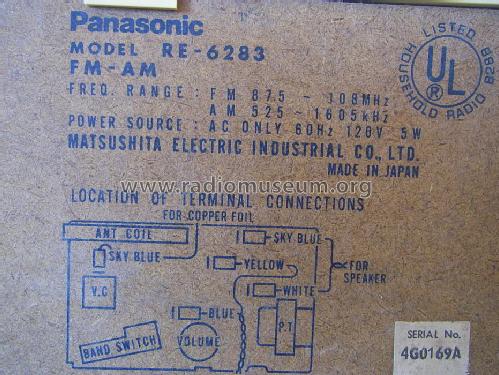 Panasonic
MODEL RE-6283
FM-AM
FREQ. RANGE : FM 87.5 - 108MHz
AM 525 - 1605kHz
POWER SOURCE : AC ONLY 60Hz 120V 5W
MATSUSHITA ELECTRIC INDUSTRIAL CO., LTD.
MADE IN JAPAN
LISTED 886B
UL
®
HOUSEHOLD RADIO
© www.radiomuseum.org
LOCATION OF TERMINAL CONNECTIONS
FOR COPPER FOIL
ANT COIL
SKY BLUE
SKY BLUE
YELLOW
FOR SPEAKER
V.C
WHITE
BLUE
P.T
BAND SWITCH
VOLUME
SERIAL No.
4G0169A